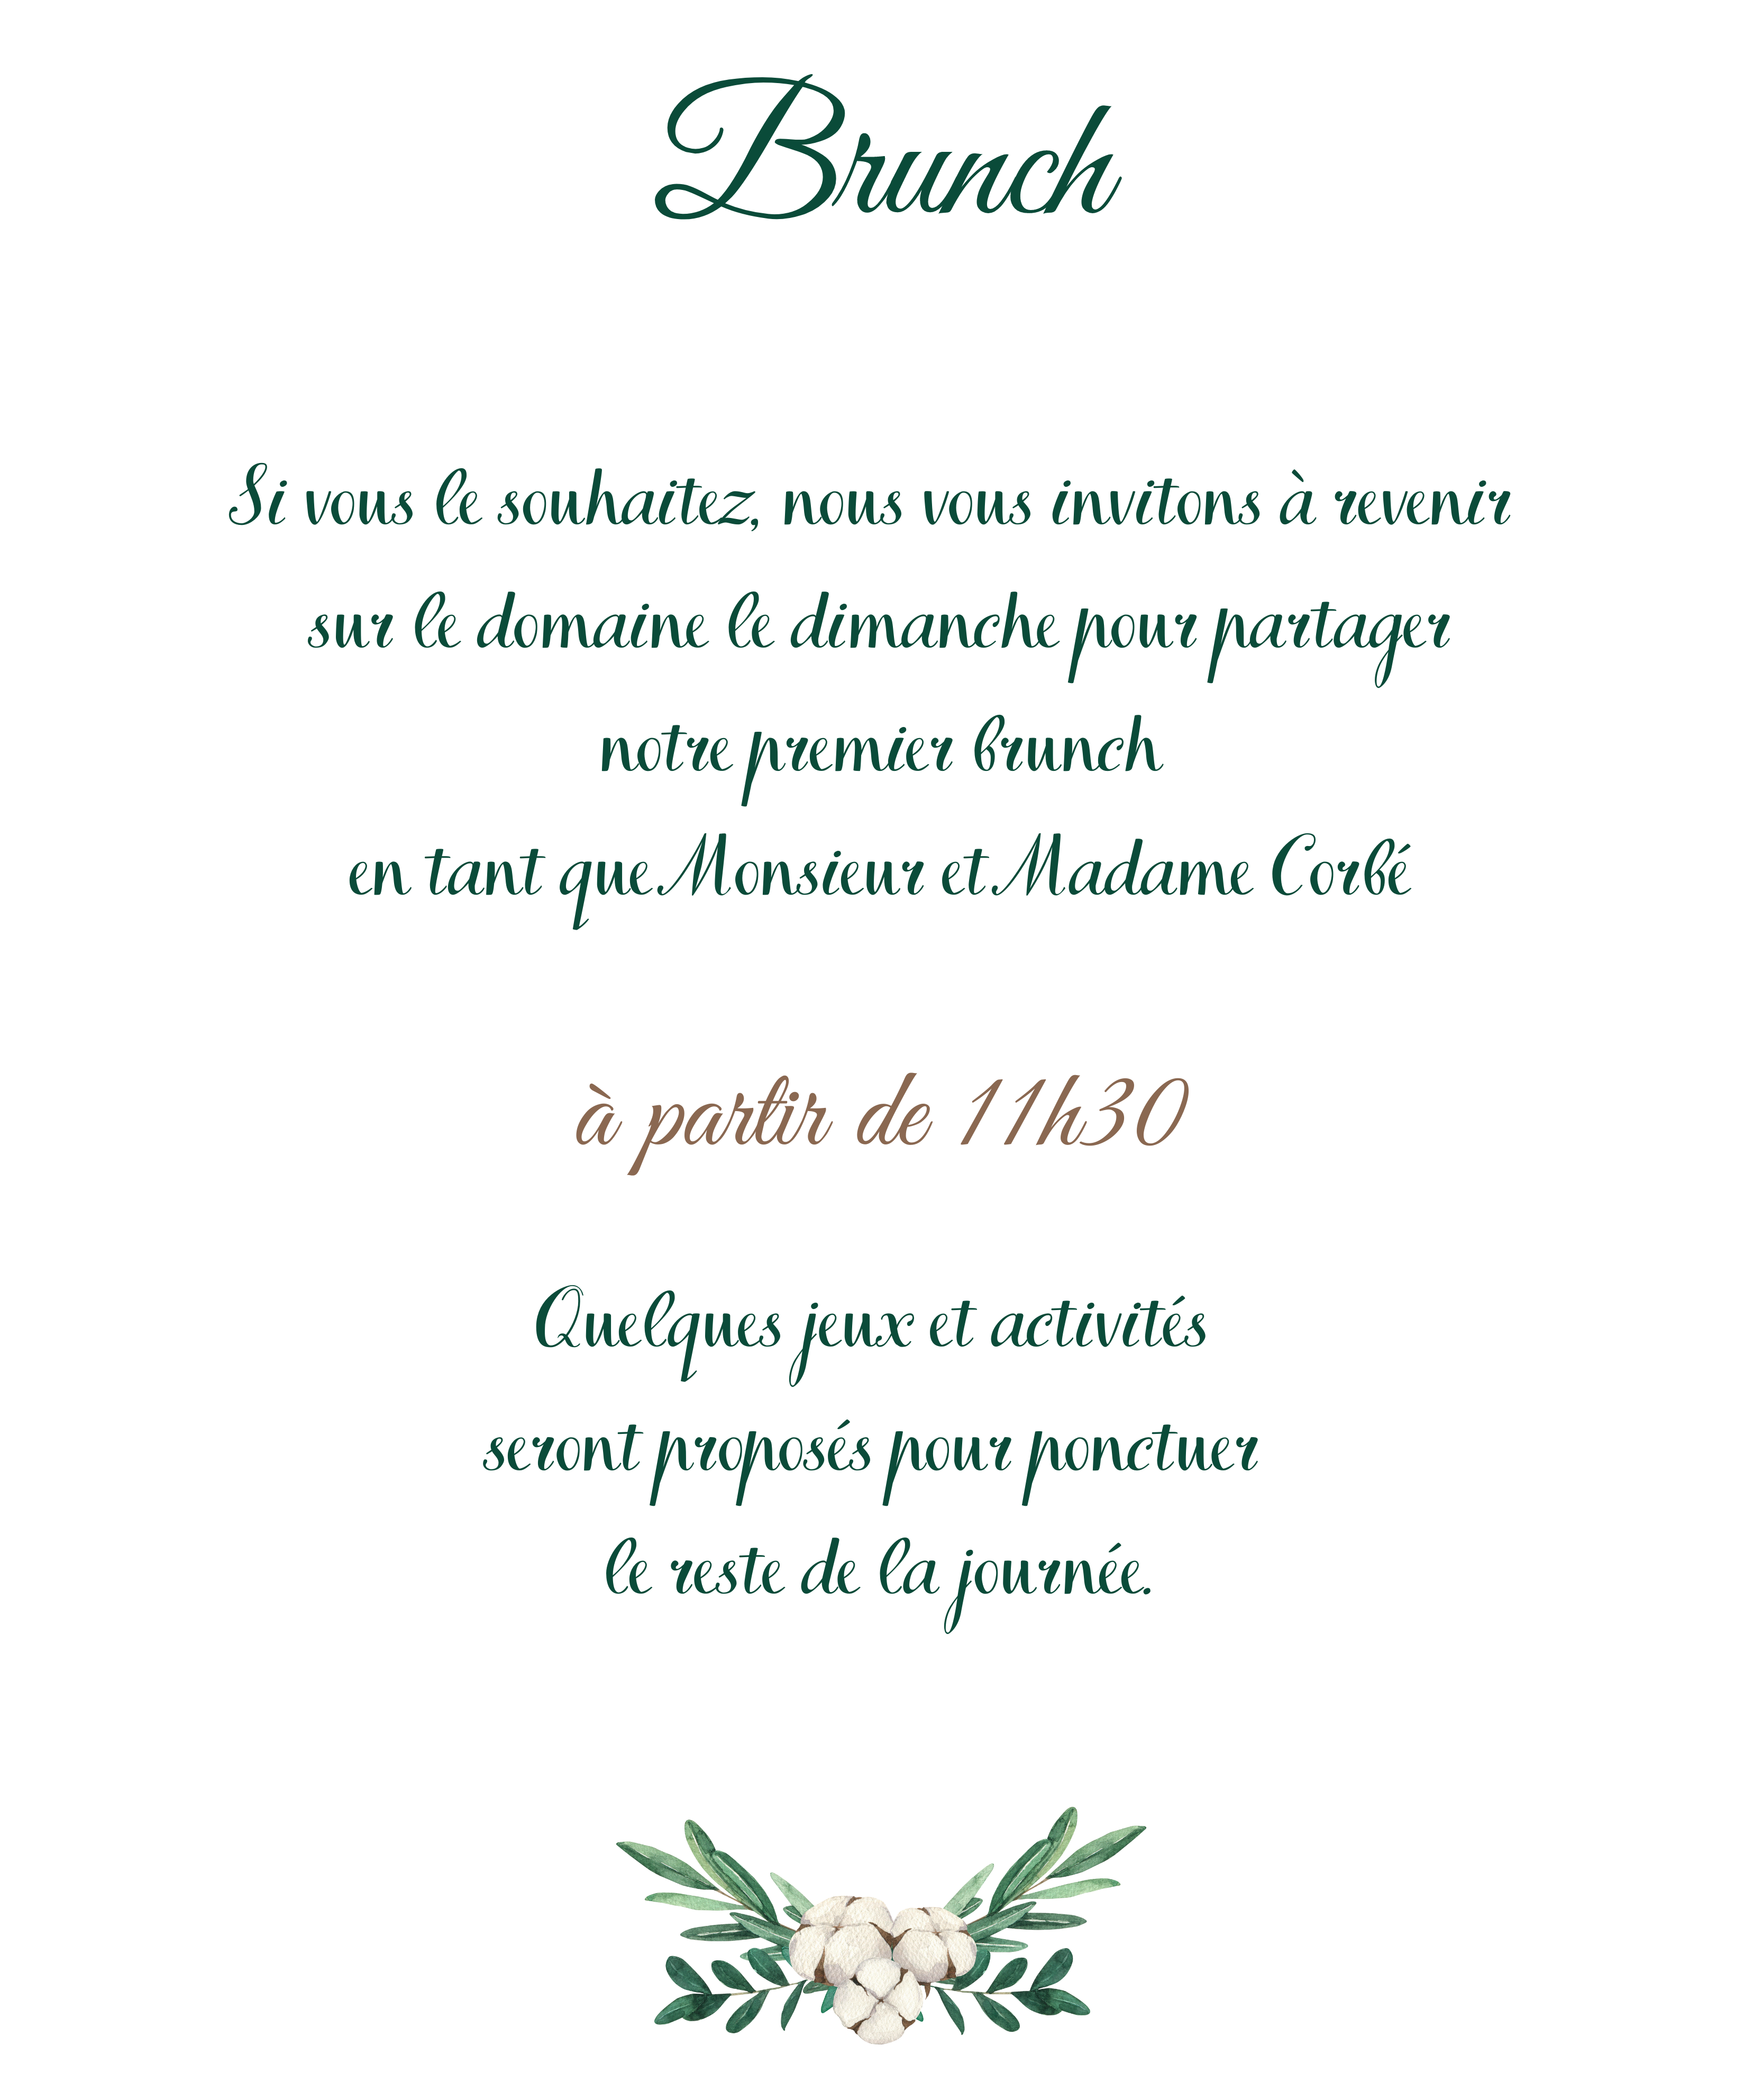 Brunch
Si vous le souhaitez, nous vous invitons à revenir
sur le domaine le dimanche pour partager
notre premier brunch
en tant que Monsieur et Madame Corbé
à partir de 11h30
Quelques jeux et activités
seront proposés pour ponctuer
le reste de la journée.